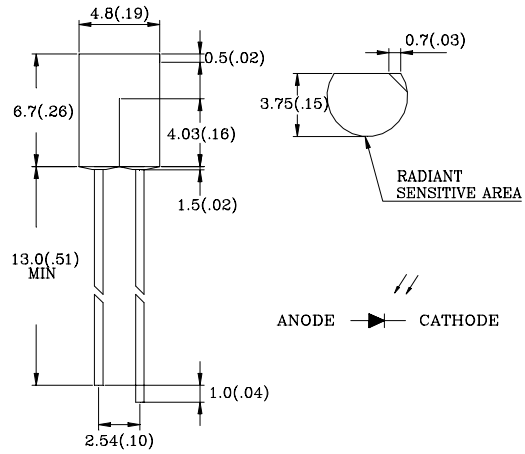 4.8(.19)
0.7(.03)
0.5(.02)
6.7(.26)
3.75(.15)
4.03(.16)
RADIANT
SENSITIVE AREA
1.5(.02)
13.0(.51)
MIN
ANODE
CATHODE
1.0(.04)
2.54(.10)